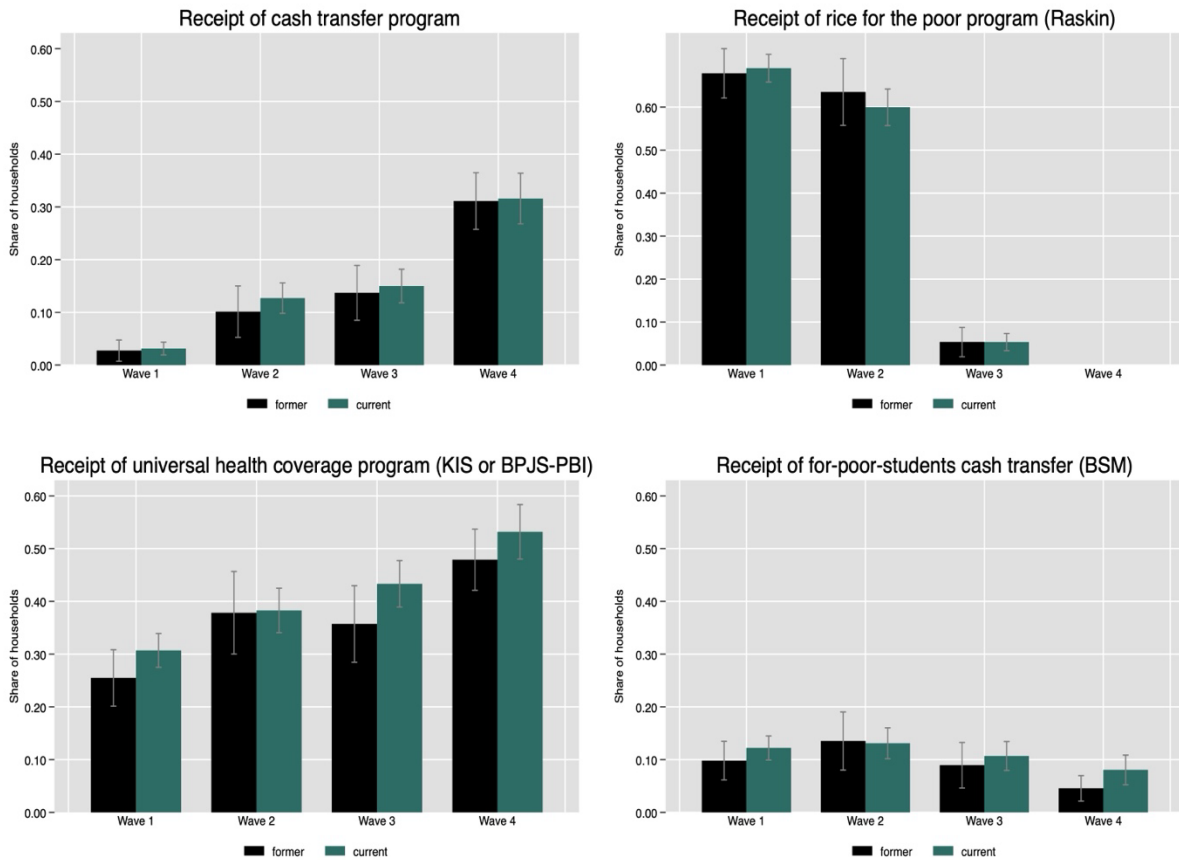 Receipt of cash transfer program
0.60
0.50
0.40
0.30
0.20
0.10
0.00
Share of households
Wave 1 Wave 2 Wave 3 Wave 4
former current
Receipt of rice for the poor program (Raskin)
0.60
0.50
0.40
0.30
0.20
0.10
0.00
Share of households
Wave 1 Wave 2 Wave 3 Wave 4
former current
Receipt of universal health coverage program (KIS or BPJS-PBI)
0.60
0.50
0.40
0.30
0.20
0.10
0.00
Share of households
Wave 1 Wave 2 Wave 3 Wave 4
former current
Receipt of for-poor-students cash transfer (BSM)
0.60
0.50
0.40
0.30
0.20
0.10
0.00
Share of households
Wave 1 Wave 2 Wave 3 Wave 4
former current